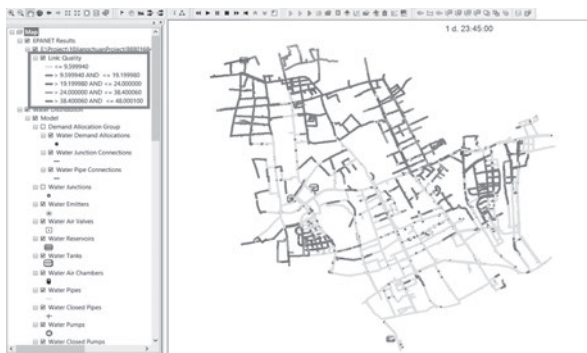 1 d. 23:45:00
Map
EPANET Results
Link: Quality
<= 9.599940
> 9.599940 AND <= 19.199980
> 19.199980 AND <= 24.000000
> 24.000000 AND <= 38.400060
> 38.400060 AND <= 48.000100
Model
Demand Allocation Group
Water Demand Allocations
Water Junction Connections
Water Pipe Connections
Water Junctions
Water Emitters
Water Air Valves
Water Reservoirs
Water Tanks
Water Air Chambers
Water Pipes
Water Closed Pipes
Water Pumps
Water Closed Pumps